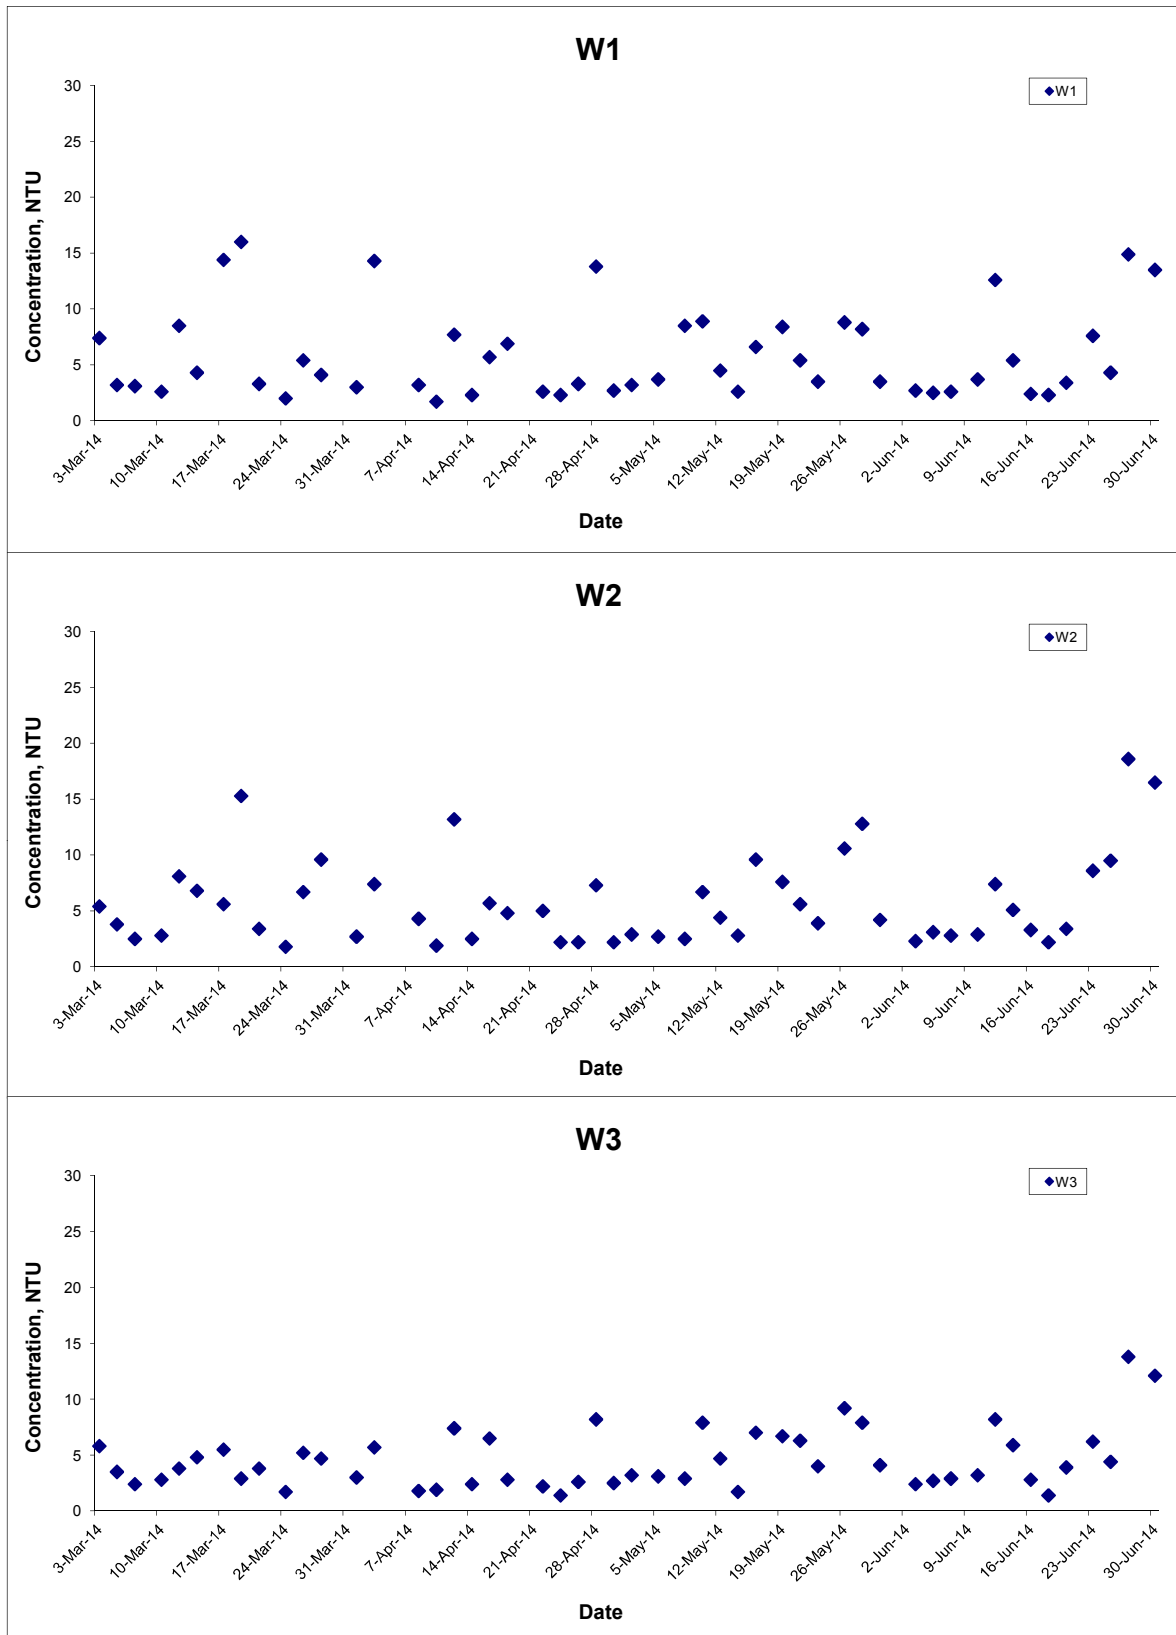 W1
W1
30
25
20
15
10
5
0
Concentration, NTU
3-Mar-14
10-Mar-14
17-Mar-14
24-Mar-14
31-Mar-14
7-Apr-14
14-Apr-14
21-Apr-14
28-Apr-14
5-May-14
12-May-14
19-May-14
26-May-14
2-Jun-14
9-Jun-14
16-Jun-14
23-Jun-14
30-Jun-14
Date
W2
W2
30
25
20
15
10
5
0
Concentration, NTU
3-Mar-14
10-Mar-14
17-Mar-14
24-Mar-14
31-Mar-14
7-Apr-14
14-Apr-14
21-Apr-14
28-Apr-14
5-May-14
12-May-14
19-May-14
26-May-14
2-Jun-14
9-Jun-14
16-Jun-14
23-Jun-14
30-Jun-14
Date
W3
W3
30
25
20
15
10
5
0
Concentration, NTU
3-Mar-14
10-Mar-14
17-Mar-14
24-Mar-14
31-Mar-14
7-Apr-14
14-Apr-14
21-Apr-14
28-Apr-14
5-May-14
12-May-14
19-May-14
26-May-14
2-Jun-14
9-Jun-14
16-Jun-14
23-Jun-14
30-Jun-14
Date